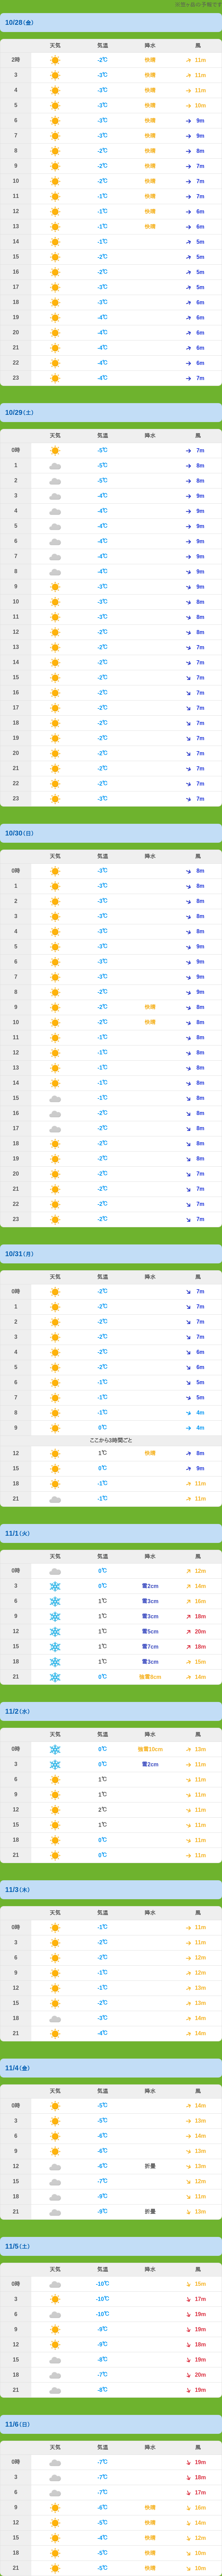 10/28(金)
天気 気温 降水 風
2時 -2℃ 快晴 11m
3 -3℃ 快晴 11m
4 -3℃ 快晴 11m
5 -3℃ 快晴 10m
6 -3℃ 快晴 9m
7 -3℃ 快晴 9m
8 -2℃ 快晴 8m
9 -2℃ 快晴 7m
10 -2℃ 快晴 7m
11 -1℃ 快晴 7m
12 -1℃ 快晴 6m
13 -1℃ 快晴 6m
14 -1℃ 5m
15 -2℃ 5m
16 -2℃ 5m
17 -3℃ 5m
18 -3℃ 6m
19 -4℃ 6m
20 -4℃ 6m
21 -4℃ 6m
22 -4℃ 6m
23 -4℃ 7m
10/29(土)
天気 気温 降水 風
0時 -5℃ 7m
1 -5℃ 8m
2 -5℃ 8m
3 -4℃ 9m
4 -4℃ 9m
5 -4℃ 9m
6 -4℃ 9m
7 -4℃ 9m
8 -4℃ 9m
9 -3℃ 8m
10 -3℃ 8m
11 -3℃ 8m
12 -2℃ 8m
13 -2℃ 7m
14 -2℃ 7m
15 -2℃ 7m
16 -2℃ 7m
17 -2℃ 7m
18 -2℃ 7m
19 -2℃ 7m
20 -2℃ 7m
21 -2℃ 7m
22 -2℃ 7m
23 -3℃ 7m
10/30(日)
天気 気温 降水 風
0時 -3℃ 8m
1 -3℃ 8m
2 -3℃ 8m
3 -3℃ 8m
4 -3℃ 8m
5 -3℃ 9m
6 -3℃ 9m
7 -3℃ 9m
8 -2℃ 9m
9 -2℃ 快晴 8m
10 -2℃ 快晴 8m
11 -1℃ 8m
12 -1℃ 8m
13 -1℃ 8m
14 -1℃ 8m
15 -1℃ 8m
16 -2℃ 8m
17 -2℃ 8m
18 -2℃ 8m
19 -2℃ 8m
20 -2℃ 7m
21 -2℃ 7m
22 -2℃ 7m
23 -2℃ 7m
10/31(月)
天気 気温 降水 風
0時 -2℃ 7m
1 -2℃ 7m
2 -2℃ 7m
3 -2℃ 7m
4 -2℃ 6m
5 -2℃ 6m
6 -1℃ 5m
7 -1℃ 5m
8 -1℃ 4m
9 0℃ 4m
ここから3時間ごと
12 1℃ 快晴 8m
15 0℃ 9m
18 -1℃ 11m
21 -1℃ 11m
11/1(火)
天気 気温 降水 風
0時 0℃ 12m
3 0℃ 雪2cm 14m
6 1℃ 雪3cm 16m
9 1℃ 雪3cm 18m
12 1℃ 雪5cm 20m
15 1℃ 雪7cm 18m
18 1℃ 雪3cm 15m
21 0℃ 強雪8cm 14m
11/2(水)
天気 気温 降水 風
0時 0℃ 強雪10cm 13m
3 0℃ 雪2cm 11m
6 1℃ 11m
9 1℃ 11m
12 2℃ 11m
15 1℃ 11m
18 0℃ 11m
21 0℃ 11m
11/3(木)
天気 気温 降水 風
0時 -1℃ 11m
3 -2℃ 11m
6 -2℃ 12m
9 -1℃ 12m
12 -1℃ 13m
15 -2℃ 13m
18 -3℃ 14m
21 -4℃ 14m
11/4(金)
天気 気温 降水 風
0時 -5℃ 14m
3 -5℃ 13m
6 -6℃ 14m
9 -6℃ 13m
12 -6℃ 折曇 13m
15 -7℃ 12m
18 -9℃ 11m
21 -9℃ 折曇 13m
11/5(土)
天気 気温 降水 風
0時 -10℃ 15m
3 -10℃ 17m
6 -10℃ 19m
9 -9℃ 19m
12 -9℃ 18m
15 -8℃ 19m
18 -7℃ 20m
21 -8℃ 19m
11/6(日)
天気 気温 降水 風
0時 -7℃ 19m
3 -7℃ 18m
6 -7℃ 17m
9 -6℃ 快晴 16m
12 -5℃ 快晴 14m
15 -4℃ 快晴 12m
18 -5℃ 快晴 10m
21 -5℃ 快晴 10m